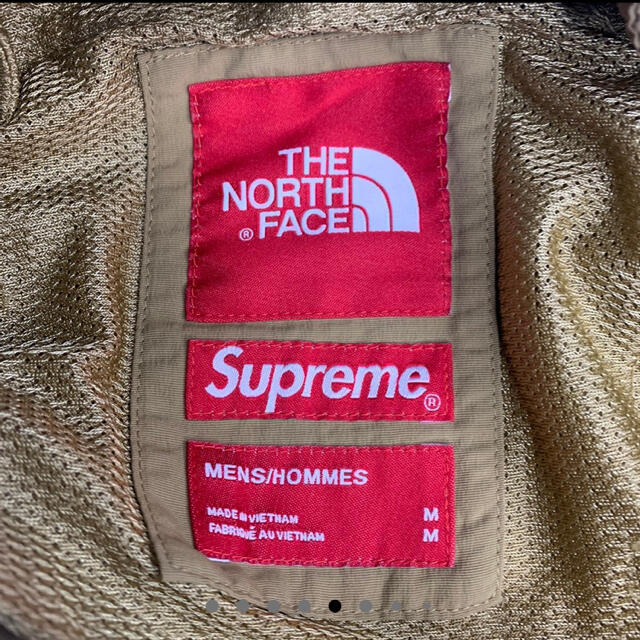 THE
NORTH
® FACE
Supreme®
MENS/HOMMES
MADE IN VIETNAM M
FABRIQUÉ AU VIETNAM M